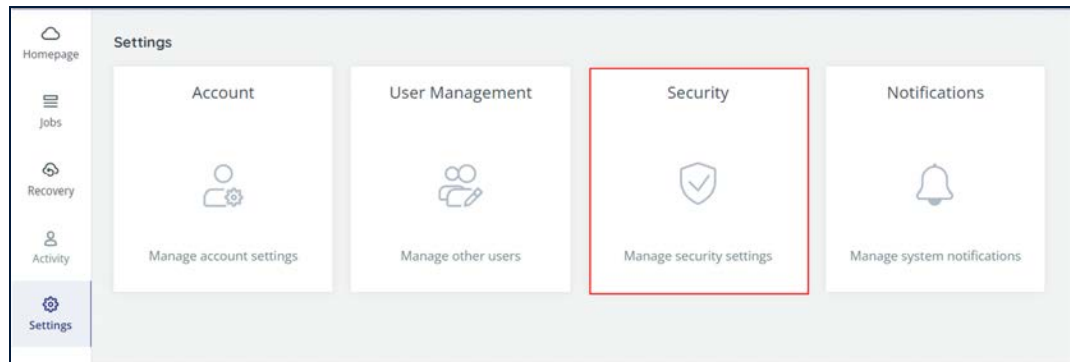 Homepage
Jobs
Recovery
Activity
Settings
Settings
Account
Manage account settings
User Management
Manage other users
Security
Manage security settings
Notifications
Manage system notifications